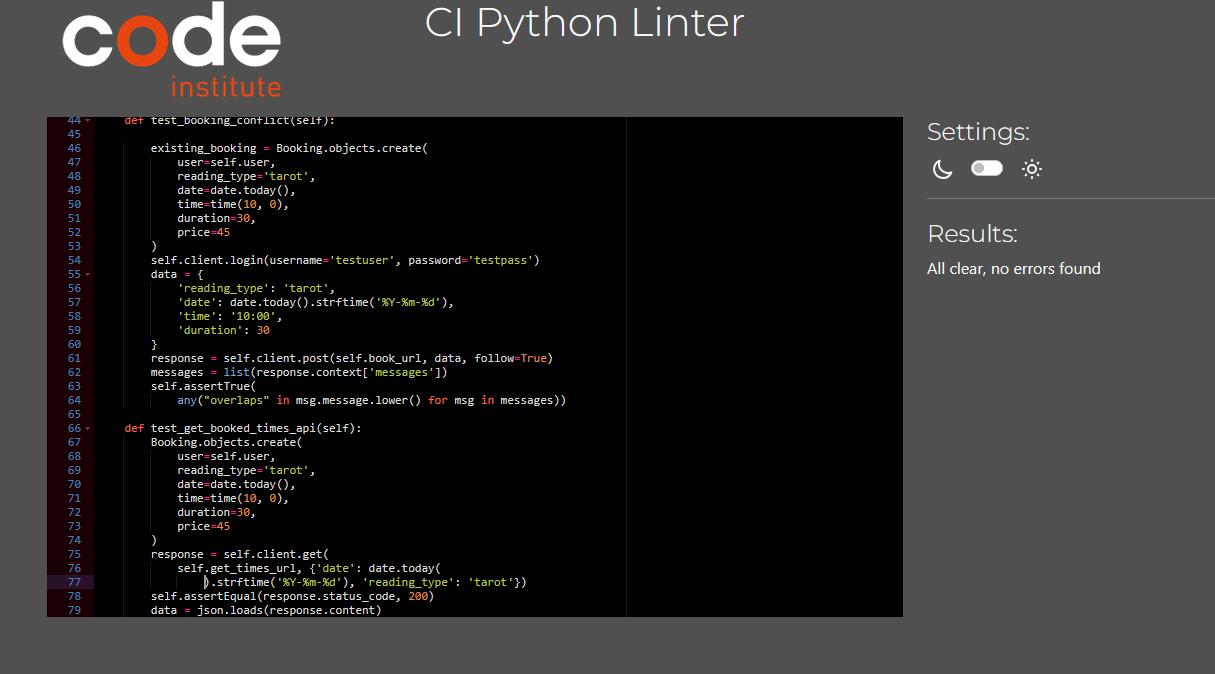 code
institute
CI Python Linter
44 def test_booking_conflict(self):
45
46 existing_booking = Booking.objects.create(
47 user=self.user,
48 reading_type='tarot',
49 date=date.today(),
50 time=time(10, 0),
51 duration=30,
52 price=45
53 )
54 self.client.login(username='testuser', password='testpass')
55 data = {
56 'reading_type': 'tarot',
57 'date': date.today().strftime('%Y-%m-%d'),
58 'time': '10:00',
59 'duration': 30
60 }
61 response = self.client.post(self.book_url, data, follow=True)
62 messages = list(response.context['messages'])
63 self.assertTrue(
64 any("overlaps" in msg.message.lower() for msg in messages))
65
66 def test_get_booked_times_api(self):
67 Booking.objects.create(
68 user=self.user,
69 reading_type='tarot',
70 date=date.today(),
71 time=time(10, 0),
72 duration=30,
73 price=45
74 )
75 response = self.client.get(
76 self.get_times_url, {'date': date.today(
77 ).strftime('%Y-%m-%d'), 'reading_type': 'tarot'})
78 self.assertEqual(response.status_code, 200)
79 data = json.loads(response.content)
Settings:
Results:
All clear, no errors found